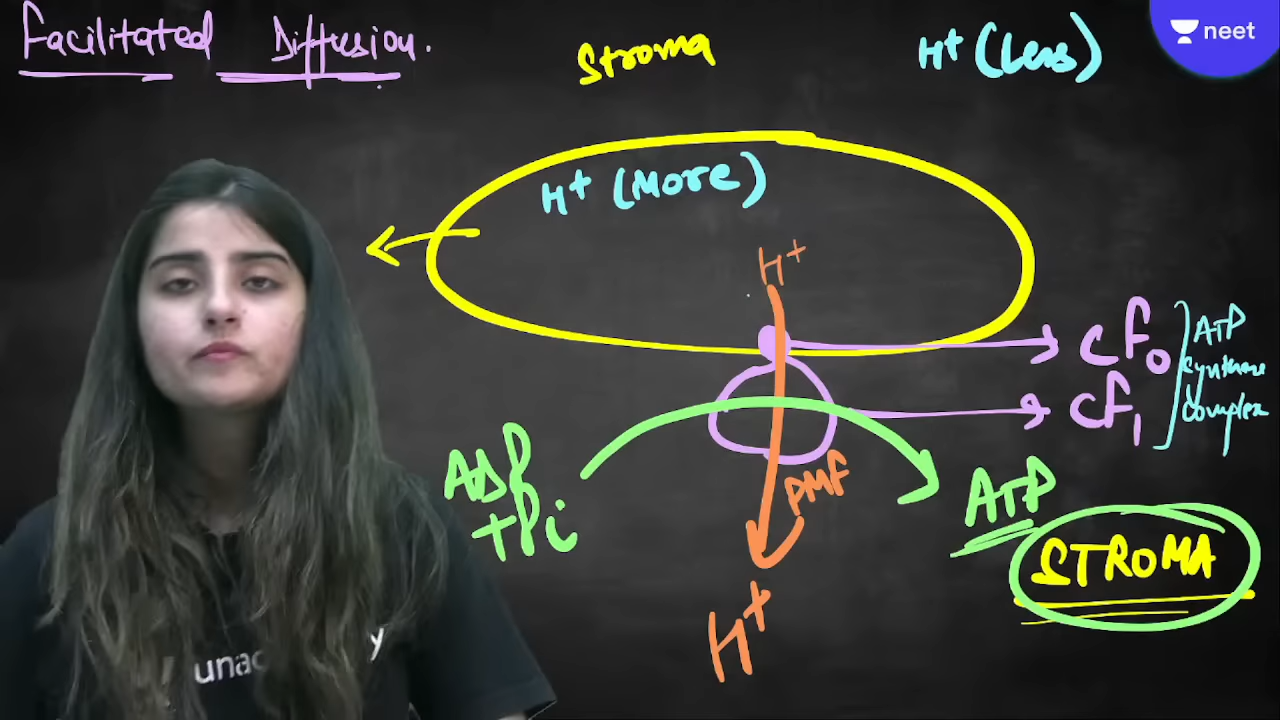 Facilitated Diffusion.
Stroma
H+ (Less)
neet
H+ (More)
H+
CF0
CF1
ATP
synthase
complex
ADP
+Pi
PMF
ATP
STROMA
H+
unac
y